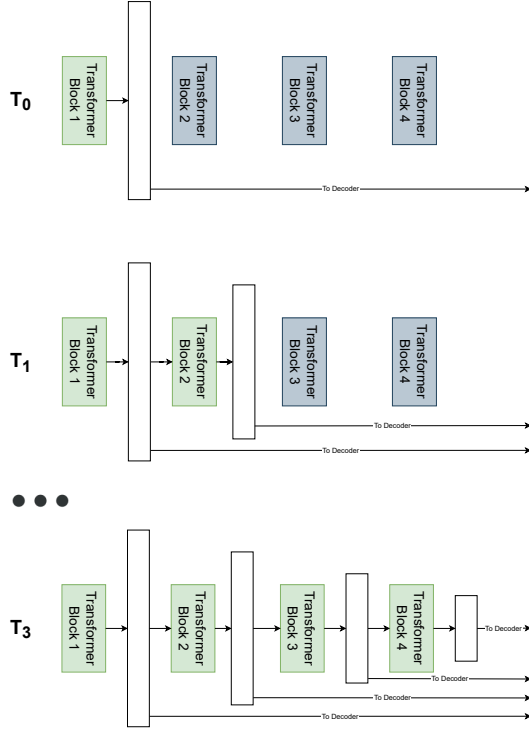 T0
Transformer
Block 1
Transformer
Block 2
Transformer
Block 3
Transformer
Block 4
To Decoder
T1
Transformer
Block 1
Transformer
Block 2
Transformer
Block 3
Transformer
Block 4
To Decoder
To Decoder
T3
Transformer
Block 1
Transformer
Block 2
Transformer
Block 3
Transformer
Block 4
To Decoder
To Decoder
To Decoder
To Decoder